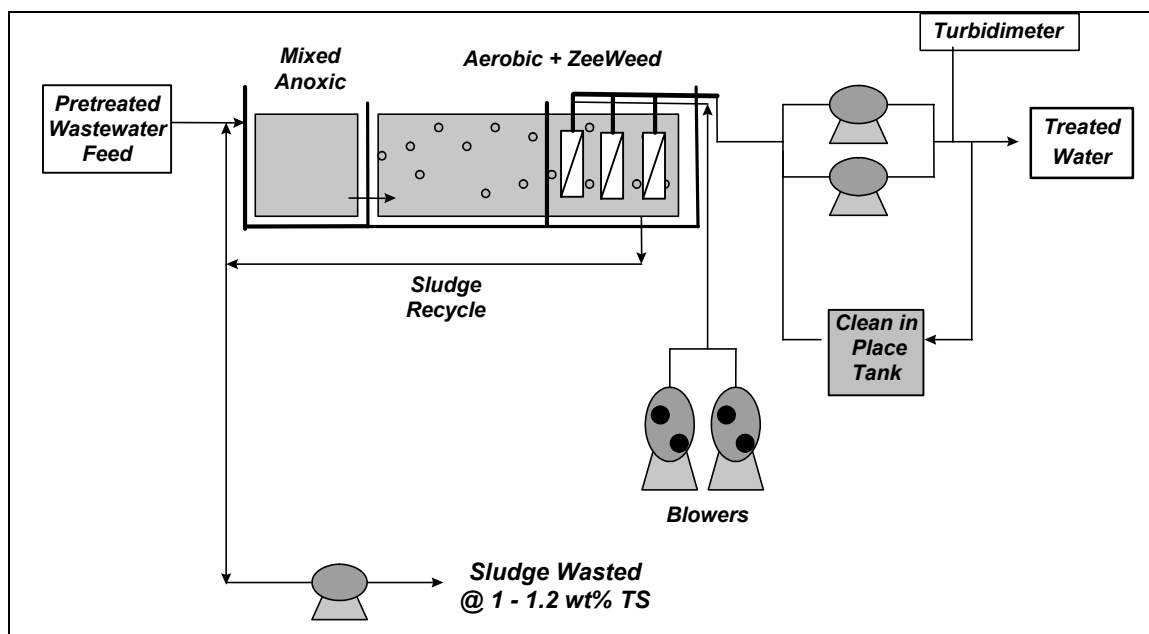 Turbidimeter
Mixed
Anoxic
Aerobic + ZeeWeed
Pretreated
Wastewater
Feed
Treated
Water
Sludge
Recycle
Clean in
Place
Tank
Blowers
Sludge Wasted
@ 1 - 1.2 wt% TS